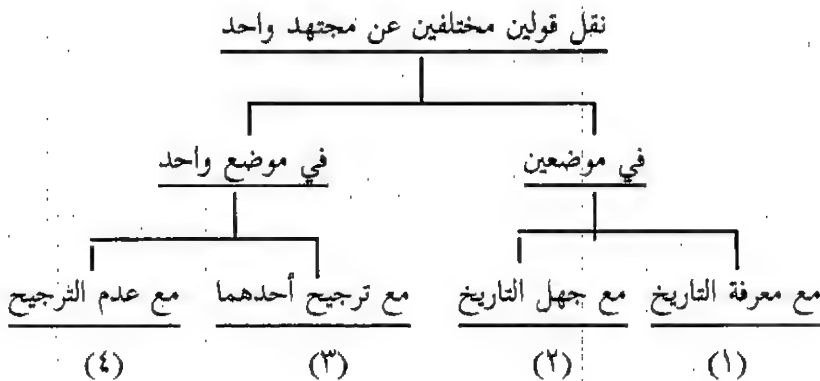 نقل قولين مختلفين عن مجتهد واحد
في موضعين
في موضع واحد
مع معرفة التاريخ
مع جهل التاريخ
مع ترجيح أحدهما
مع عدم الترجيح
(١)
(٢)
(٣)
(٤)